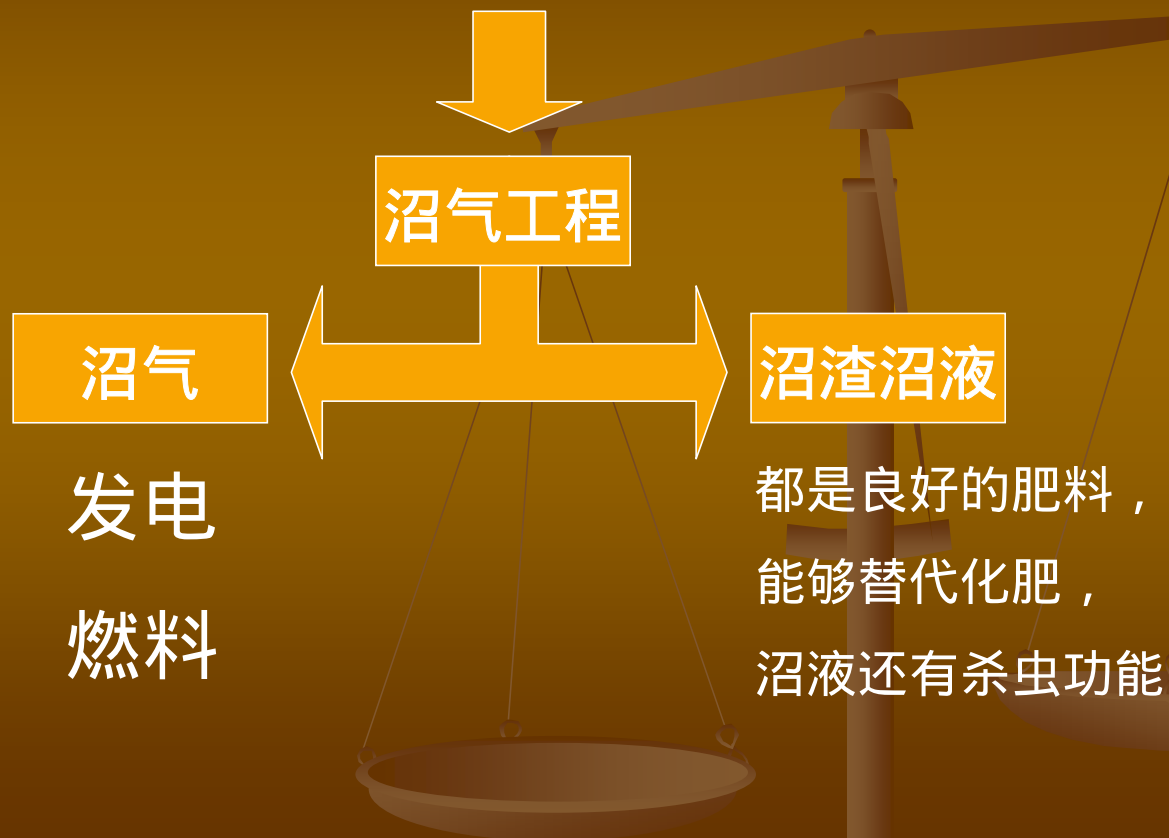 沼气工程
沼气
沼渣沼液
发电
燃料
都是良好的肥料，
能够替代化肥，
沼液还有杀虫功能